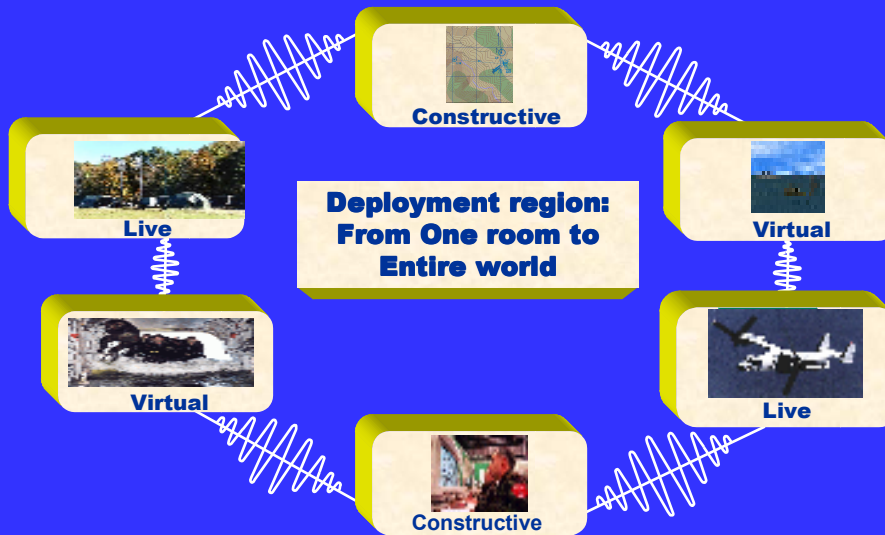 Constructive
Live
Virtual
Deployment region:
From One room to
Entire world
Virtual
Live
Constructive